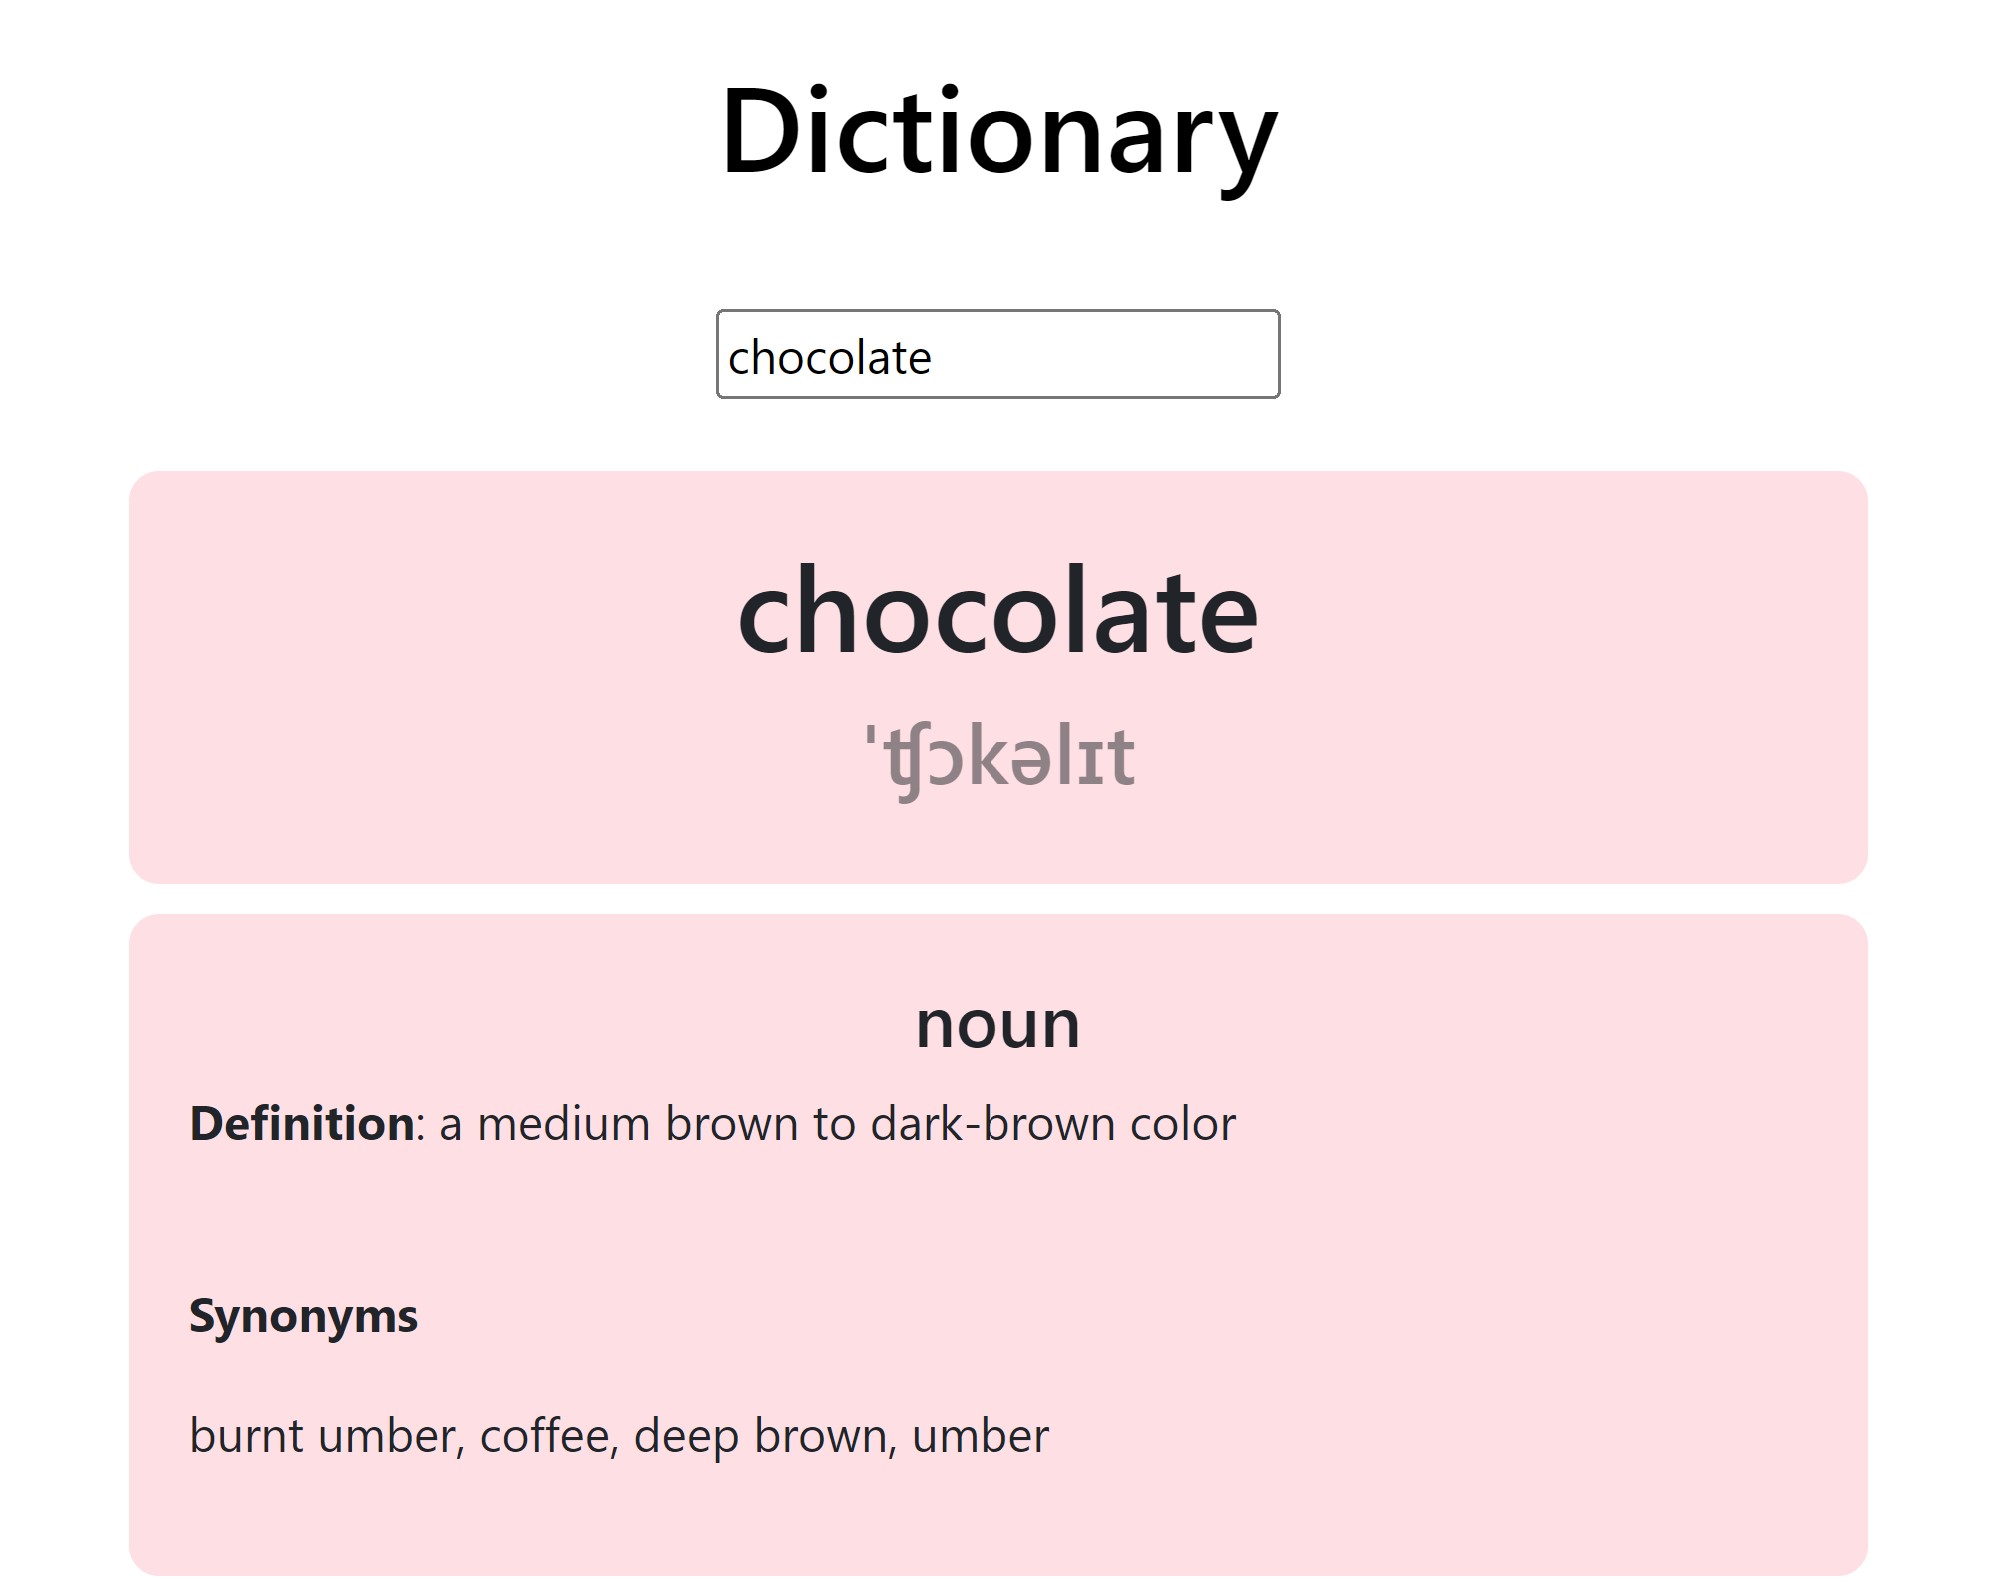 Dictionary
chocolate
chocolate
ˈʧɔkəlɪt
noun
Definition: a medium brown to dark-brown color
Synonyms
burnt umber, coffee, deep brown, umber